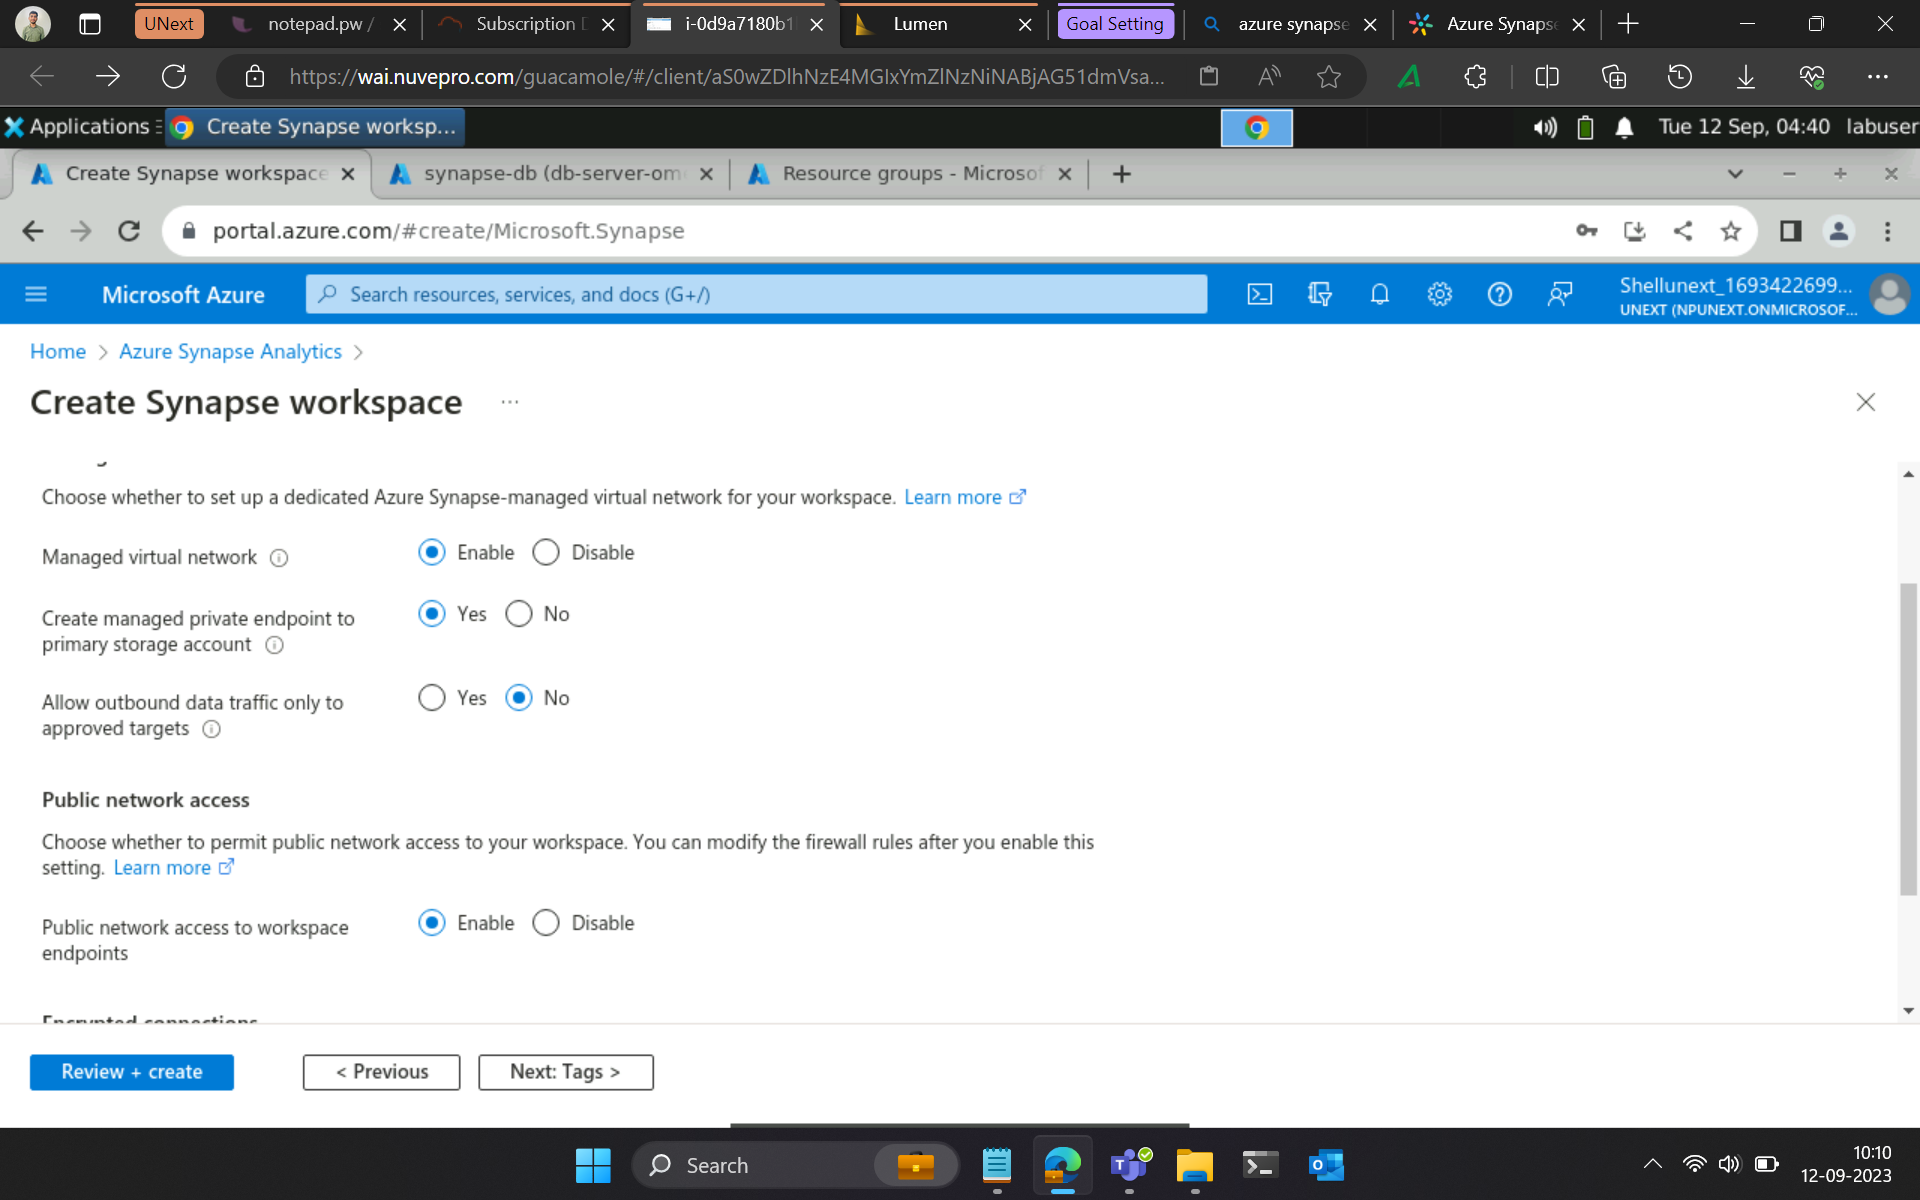 UNext
notepad.pw /
Subscription D
i-0d9a7180b1
Lumen
Goal Setting
azure synapse
Azure Synapse
https://wai.nuvepro.com/guacamole/#/client/aS0wZDlhNzE4MGIxYmZlNzNiNABjAG51dmVsa...
Applications
Create Synapse worksp...
Tue 12 Sep, 04:40
labuser
Create Synapse workspace
synapse-db (db-server-om
Resource groups - Microsof
portal.azure.com/#create/Microsoft.Synapse
Microsoft Azure
Search resources, services, and docs (G+/)
Shellunext_1693422699...
UNEXT (NPUNEXT.ONMICROSOF...
Home > Azure Synapse Analytics >
Create Synapse workspace ...
Choose whether to set up a dedicated Azure Synapse-managed virtual network for your workspace. Learn more
Managed virtual network
Enable
Disable
Create managed private endpoint to
primary storage account
Yes
No
Allow outbound data traffic only to
approved targets
Yes
No
Public network access
Choose whether to permit public network access to your workspace. You can modify the firewall rules after you enable this
setting. Learn more
Public network access to workspace
endpoints
Enable
Disable
Encrypted connections
Review + create
< Previous
Next: Tags >
Search
10:10
12-09-2023